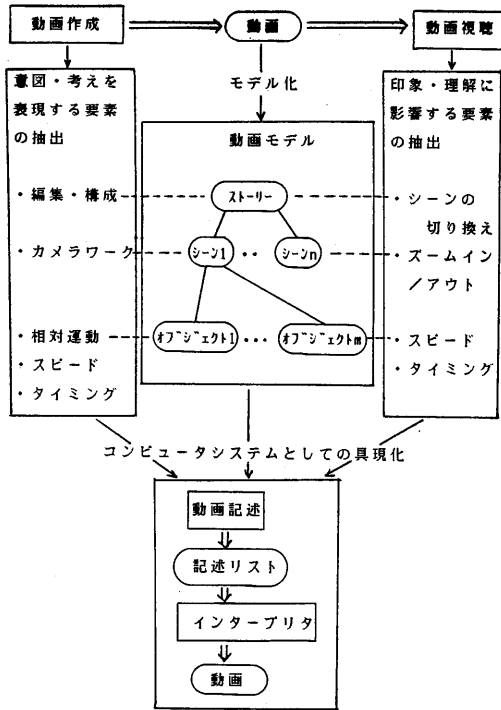 動画作成
動画
動画視聴
モデル化
意図・考えを
表現する要素
の抽出
・編集・構成
・カメラワーク
・相対運動
・スピード
・タイミング
動画モデル
ストーリー
シーン1
‥
シーンn
オブジェクト1
…
オブジェクトm
印象・理解に
影響する要素
の抽出
・シーンの
切り換え
・ズームイン
/アウト
・スピード
・タイミング
コンピュータシステムとしての具現化
動画記述
記述リスト
インタープリタ
動画